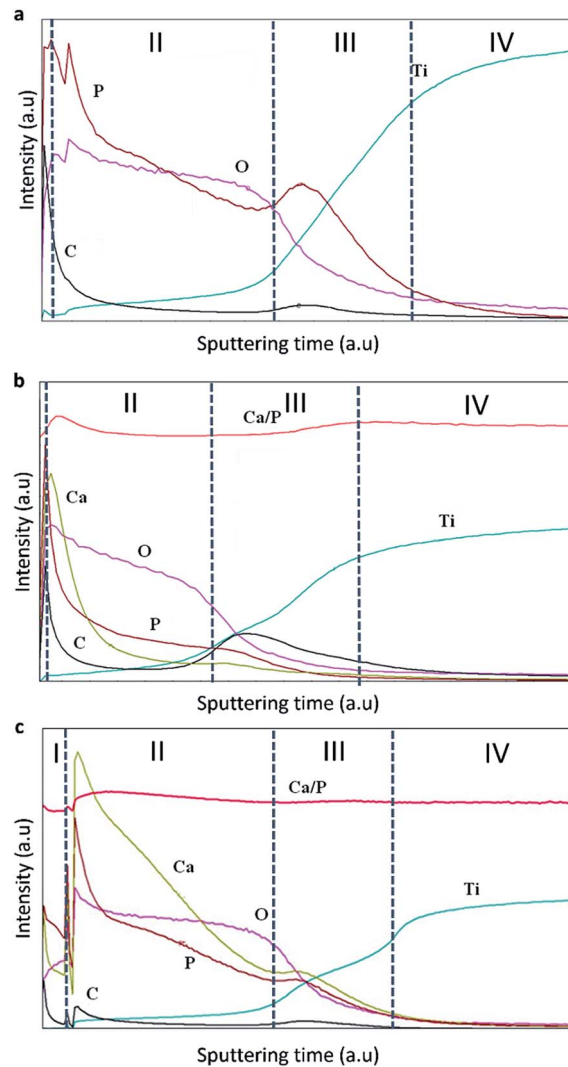 a
II
III
IV
Ti
P
O
C
Intensity (a.u)
Sputtering time (a.u)
b
II
III
IV
Ca/P
Ca
Ti
O
P
C
Intensity (a.u)
Sputtering time (a.u)
c
I
II
III
IV
Ca/P
Ca
Ti
O
P
C
Intensity (a.u)
Sputtering time (a.u)